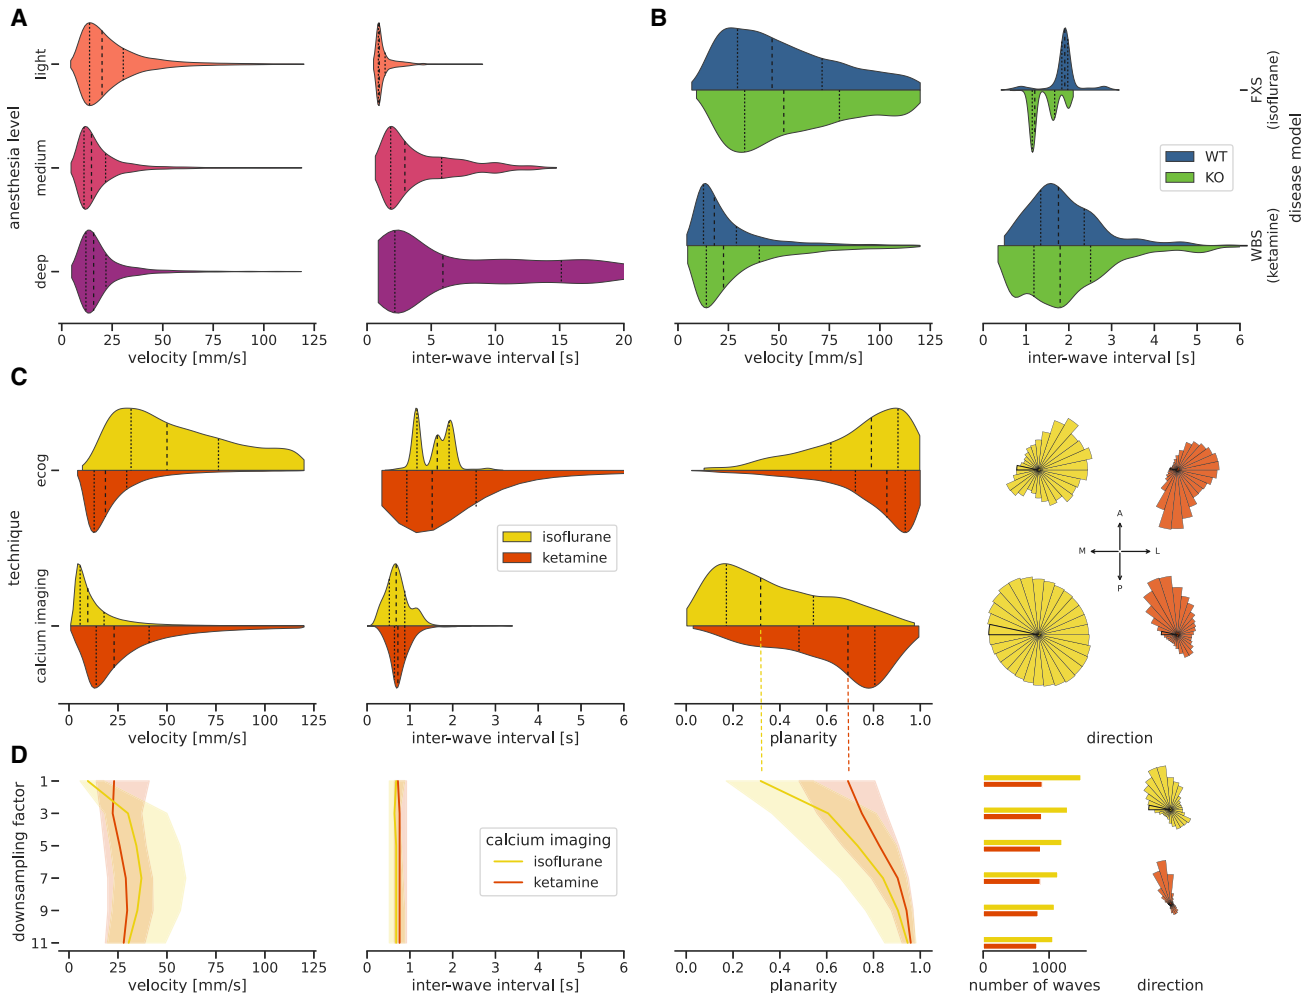 A
B
anesthesia level
light
medium
deep
0 25 50 75 100 125
velocity [mm/s]
0 5 10 15 20
inter-wave interval [s]
FXS
(isoflurane)
WT
KO
disease model
WBS
(ketamine)
0 25 50 75 100 125
velocity [mm/s]
0 1 2 3 4 5 6
inter-wave interval [s]
C
technique
ecog
calcium imaging
isoflurane
ketamine
A
M L
P
0 25 50 75 100 125
velocity [mm/s]
0 1 2 3 4 5 6
inter-wave interval [s]
0.0 0.2 0.4 0.6 0.8 1.0
planarity
direction
D
downsampling factor
1
3
5
7
9
11
calcium imaging
isoflurane
ketamine
0 25 50 75 100 125
velocity [mm/s]
0 1 2 3 4 5 6
inter-wave interval [s]
0.0 0.2 0.4 0.6 0.8 1.0
planarity
0 1000
number of waves
direction